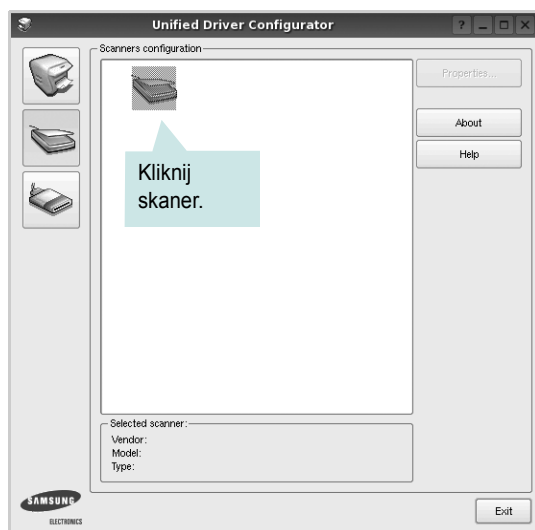 Unified Driver Configurator
?
Scanners configuration
Properties...
About
Help
Kliknij
skaner.
Selected scanner:
Vendor:
Model:
Type:
SAMSUNG
ELECTRONICS
Exit